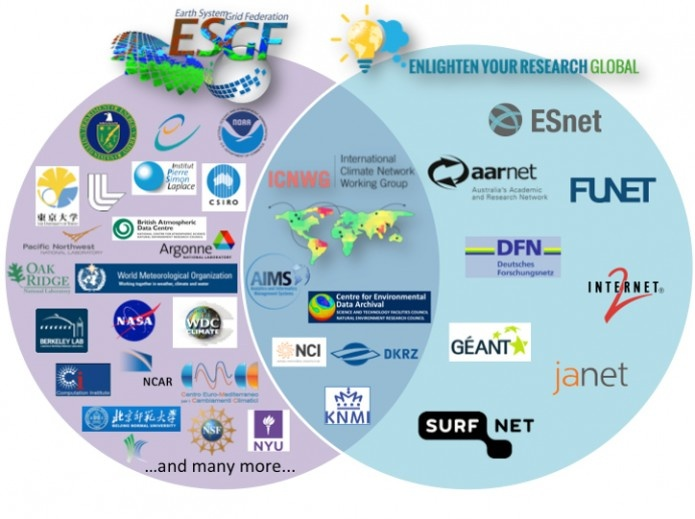 Earth System Grid Federation
ESGF
ENLIGHTEN YOUR RESEARCH GLOBAL
NOAA
ESnet
ICNWG
International
Climate Network
Working Group
Institut
Pierre
Simon
Laplace
CSIRO
aarnet
Australia's Academic
and Research Network
FUNET
東京大学
British Atmospheric
Data Centre
Pacific Northwest
NATIONAL LABORATORY
Argonne
NATIONAL LABORATORY
DFN
Deutsches
Forschungsnetz
OAK
RIDGE
National Laboratory
World Meteorological Organization
Working together in weather, climate and water
AIMS
INTERNET
2
®
Centre for Environmental
Data Archival
SCIENCE AND TECHNOLOGY FACILITIES COUNCIL
NATURAL ENVIRONMENT RESEARCH COUNCIL
BERKELEY LAB
NASA
WDC
CLIMATE
GÉANT
NCI
DKRZ
janet
NCAR
Computation Institute
Centro Euro-Mediterraneo
per i Cambiamenti Climatici
KNMI
北京师范大学
BEIJING NORMAL UNIVERSITY
NSF
NYU
SURF NET
...and many more...